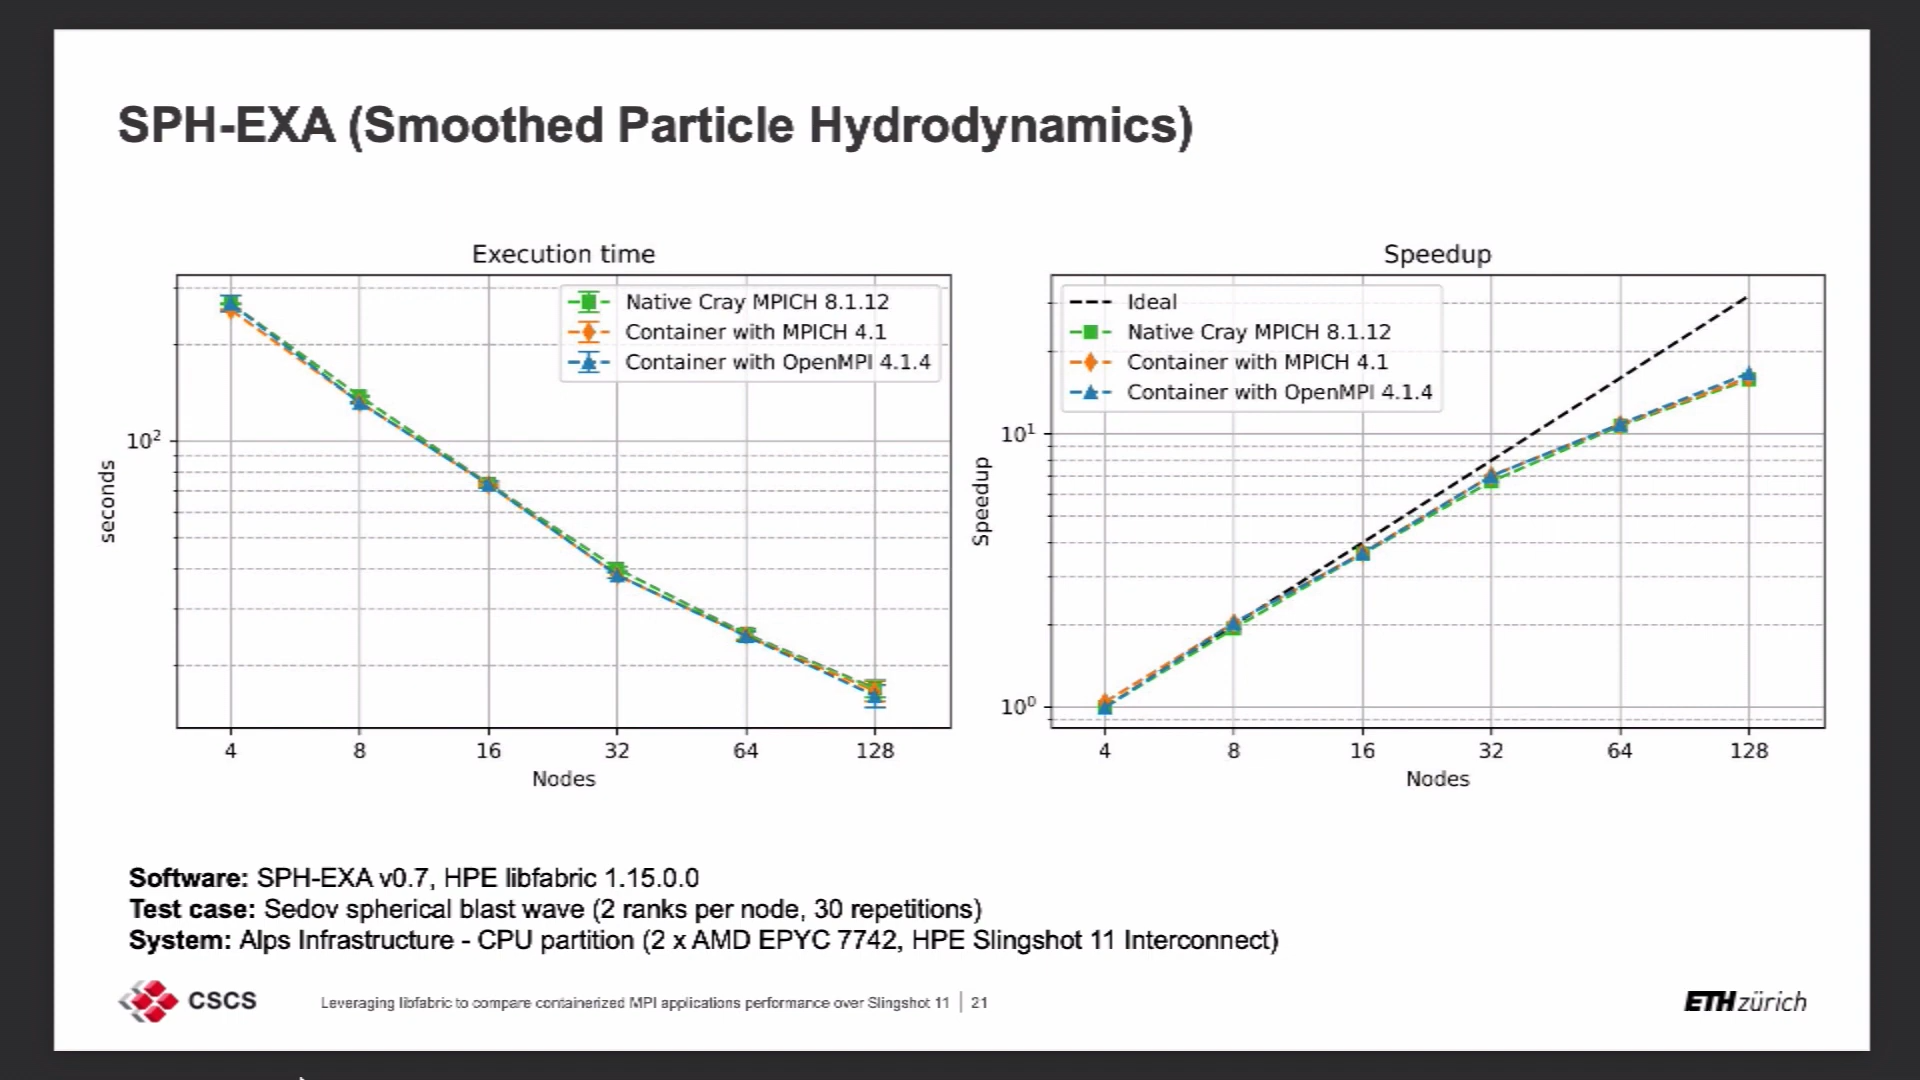 SPH-EXA (Smoothed Particle Hydrodynamics)
Execution time
Native Cray MPICH 8.1.12
Container with MPICH 4.1
Container with OpenMPI 4.1.4
10²
seconds
4 8 16 32 64 128
Nodes
Speedup
Ideal
Native Cray MPICH 8.1.12
Container with MPICH 4.1
Container with OpenMPI 4.1.4
10¹
10⁰
Speedup
4 8 16 32 64 128
Nodes
Software: SPH-EXA v0.7, HPE libfabric 1.15.0.0
Test case: Sedov spherical blast wave (2 ranks per node, 30 repetitions)
System: Alps Infrastructure - CPU partition (2 x AMD EPYC 7742, HPE Slingshot 11 Interconnect)
CSCS
Leveraging libfabric to compare containerized MPI applications performance over Slingshot 11 | 21
ETH zürich